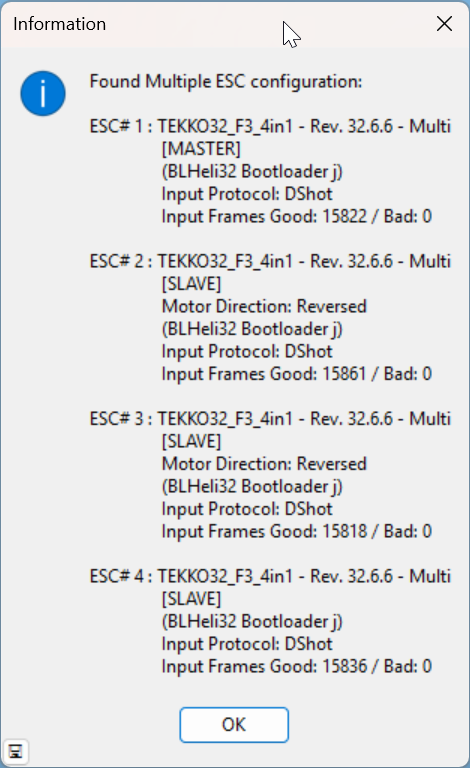 Information
Found Multiple ESC configuration:
ESC# 1 : TEKKO32_F3_4in1 - Rev. 32.6.6 - Multi
[MASTER]
(BLHeli32 Bootloader j)
Input Protocol: DShot
Input Frames Good: 15822 / Bad: 0
ESC# 2 : TEKKO32_F3_4in1 - Rev. 32.6.6 - Multi
[SLAVE]
Motor Direction: Reversed
(BLHeli32 Bootloader j)
Input Protocol: DShot
Input Frames Good: 15861 / Bad: 0
ESC# 3 : TEKKO32_F3_4in1 - Rev. 32.6.6 - Multi
[SLAVE]
Motor Direction: Reversed
(BLHeli32 Bootloader j)
Input Protocol: DShot
Input Frames Good: 15818 / Bad: 0
ESC# 4 : TEKKO32_F3_4in1 - Rev. 32.6.6 - Multi
[SLAVE]
(BLHeli32 Bootloader j)
Input Protocol: DShot
Input Frames Good: 15836 / Bad: 0
OK